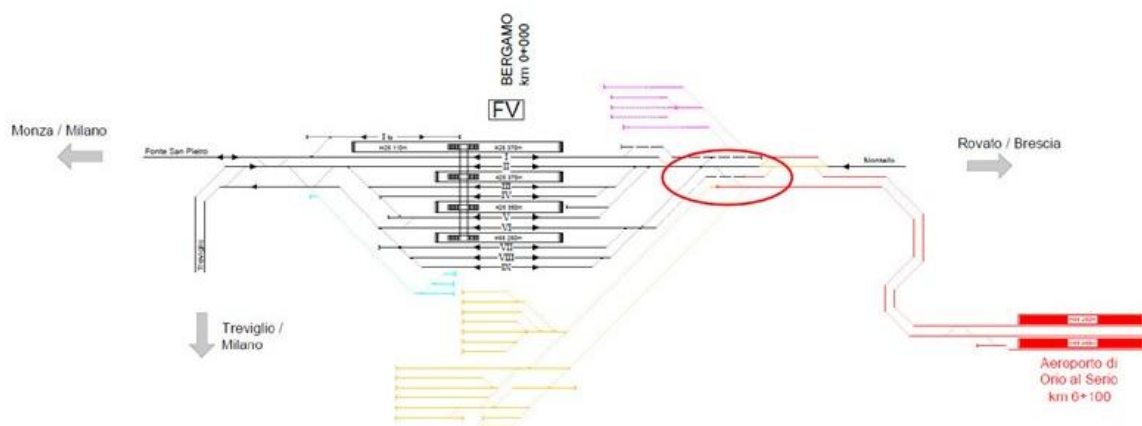 BERGAMO
km 0+000
FV
Monza / Milano
Rovato / Brescia
Ponte San Pietro
Montello
I
II
III
IV
V
VI
VII
VIII
IX
Treviglio
Treviglio /
Milano
Aeroporto di
Orio al Serio
km 6+100